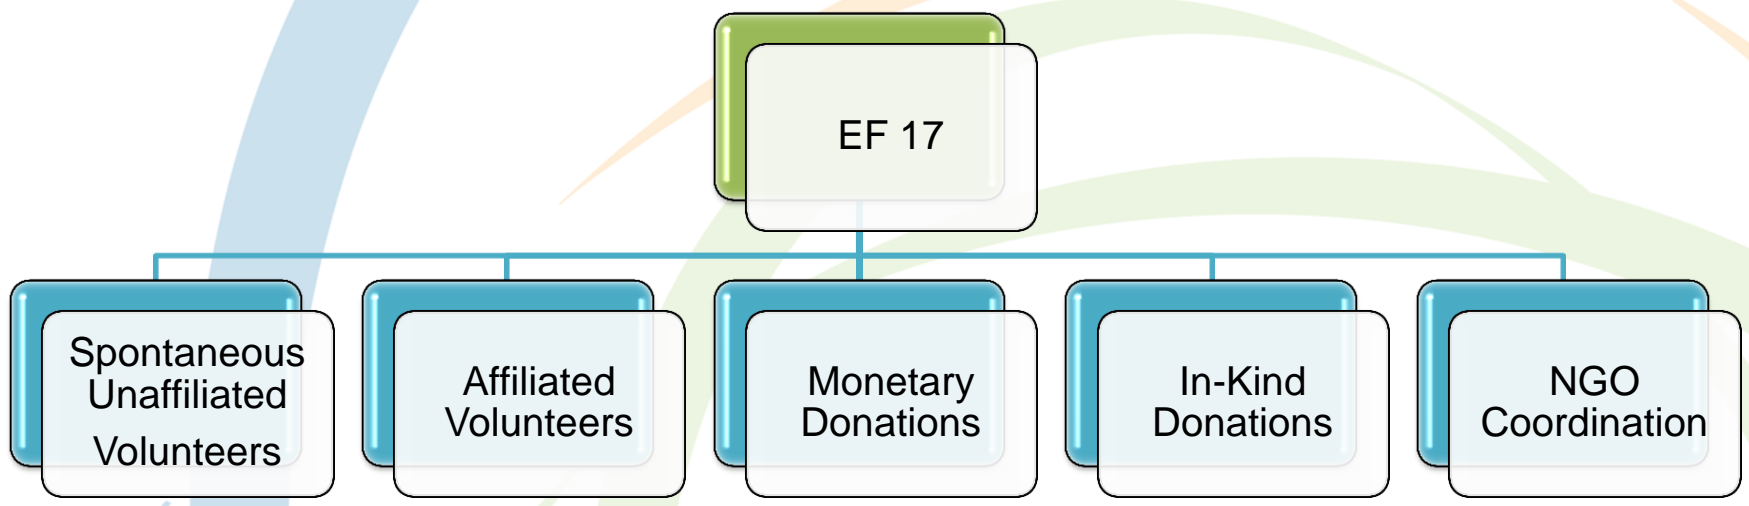 EF 17
Spontaneous
Unaffiliated
Volunteers
Affiliated
Volunteers
Monetary
Donations
In-Kind
Donations
NGO
Coordination